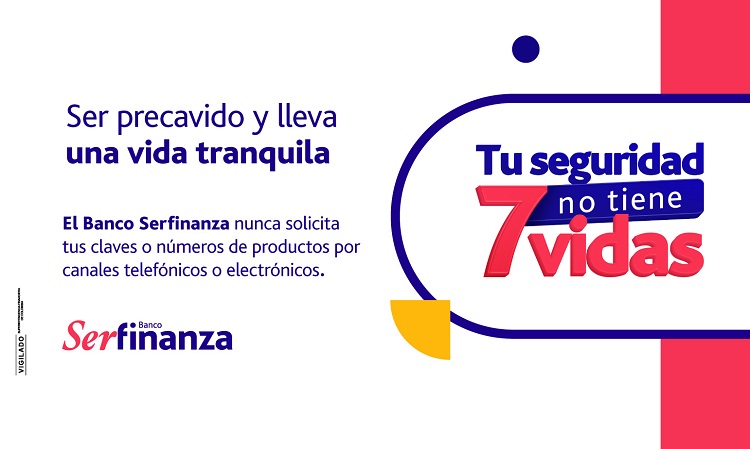 Ser precavido y lleva
una vida tranquila
El Banco Serfinanza nunca solicita
tus claves o números de productos por
canales telefónicos o electrónicos.
Banco
Serfinanza
Tu seguridad
no tiene
7 vidas
VIGILADO